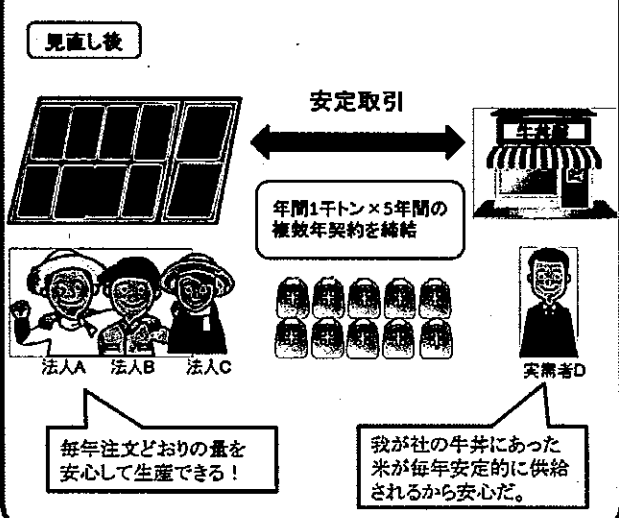 見直し後
安定取引
牛丼屋
年間1千トン×5年間の
複数年契約を締結
法人A
法人B
法人C
実需者D
毎年注文どおりの量を
安心して生産できる！
我が社の牛丼にあった
米が毎年安定的に供給
されるから安心だ。